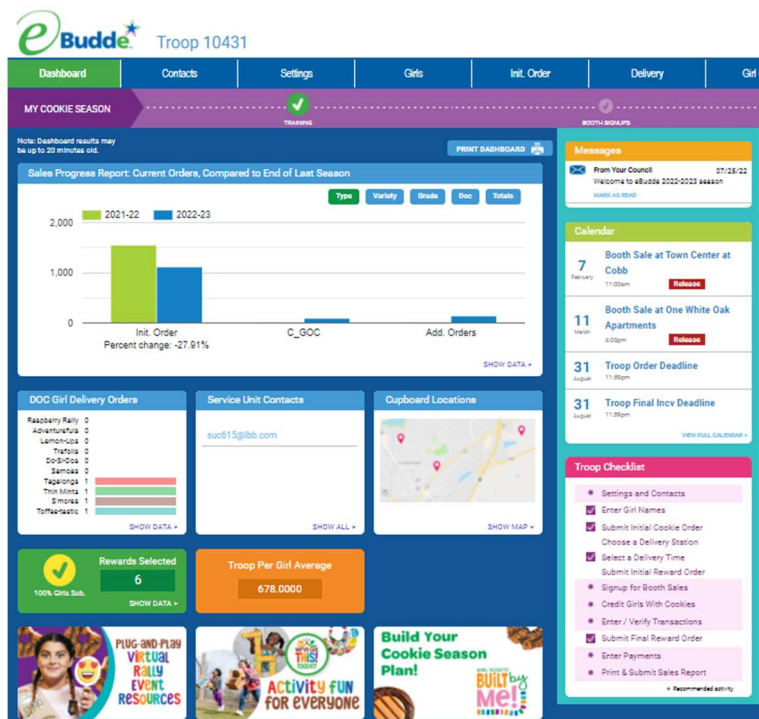 eBudde Troop 10431
Dashboard Contacts Settings Girls Init. Order Delivery Girl
MY COOKIE SEASON
TRAINING
BOOTH SIGNUPS
Note: Dashboard results may
be up to 20 minutes old.
PRINT DASHBOARD
Sales Progress Report: Current Orders, Compared to End of Last Season
Type Variety Grade Doc Totals
2021-22 2022-23
2,000
1,000
0
Init. Order C_GOC Add. Orders
Percent change: -27.91%
SHOW DATA »
DOC Girl Delivery Orders
Raspberry Rally 0
Adventurefuls 0
Lemon-Ups 0
Trefoils 0
Do-Si-Dos 0
Samoas 0
Tagalongs 1
Thin Mints 1
S'mores 1
Toffee-tastic 1
SHOW DATA »
Service Unit Contacts
suc615@lbb.com
SHOW ALL »
Cupboard Locations
SHOW MAP »
100% Girls Sub.
Rewards Selected
6
SHOW DATA »
Troop Per Girl Average
678.0000
PLUG-AND-PLAY
VIRTUAL
RALLY
EVENT
RESOURCES
WE'VE GOT
THIS!
TOOLKIT
ACTIVITY FUN
FOR EVERYONE
Build Your
Cookie Season
Plan!
GIRL SCOUTS
BUILT by
Me!
Messages
From Your Council 07/28/22
Welcome to eBudde 2022-2023 season
MARK AS READ
Calendar
7
February
Booth Sale at Town Center at
Cobb
11:00am Release
11
March
Booth Sale at One White Oak
Apartments
4:00pm Release
31
August
Troop Order Deadline
11:59pm
31
August
Troop Final Incv Deadline
11:59pm
VIEW FULL CALENDAR »
Troop Checklist
Settings and Contacts
Enter Girl Names
Submit Initial Cookie Order
Choose a Delivery Station
Select a Delivery Time
Submit Initial Reward Order
Signup for Booth Sales
Credit Girls With Cookies
Enter / Verify Transactions
Submit Final Reward Order
Enter Payments
Print & Submit Sales Report
* Recommended activity